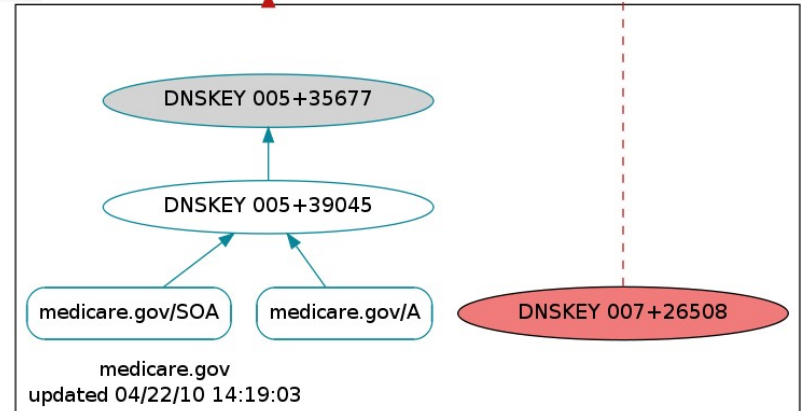 DNSKEY 005+35677
DNSKEY 005+39045
medicare.gov/SOA
medicare.gov/A
DNSKEY 007+26508
medicare.gov
updated 04/22/10 14:19:03